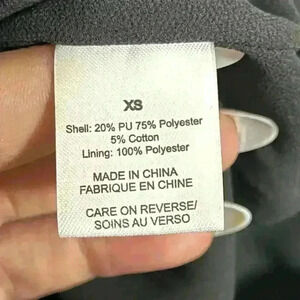 XS
Shell: 20% PU 75% Polyester
5% Cotton
Lining: 100% Polyester
MADE IN CHINA
FABRIQUE EN CHINE
CARE ON REVERSE/
SOINS AU VERSO